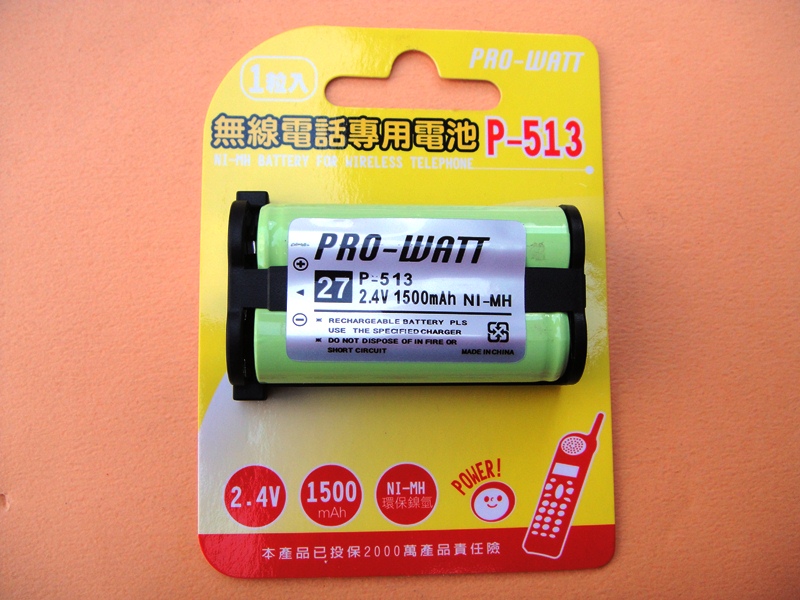 1粒入
PRO-WATT
無線電話專用電池 P-513
NI-MH BATTERY FOR WIRELESS TELEPHONE
PRO-WATT
27
P-513
2.4V 1500mAh NI-MH
RECHARGEABLE BATTERY PLS
USE THE SPECIFIED CHARGER
DO NOT DISPOSE OF IN FIRE OR
SHORT CIRCUIT
MADE IN CHINA
2.4V
1500
mAh
NI-MH
環保鎳氫
POWER!
本產品已投保2000萬產品責任險